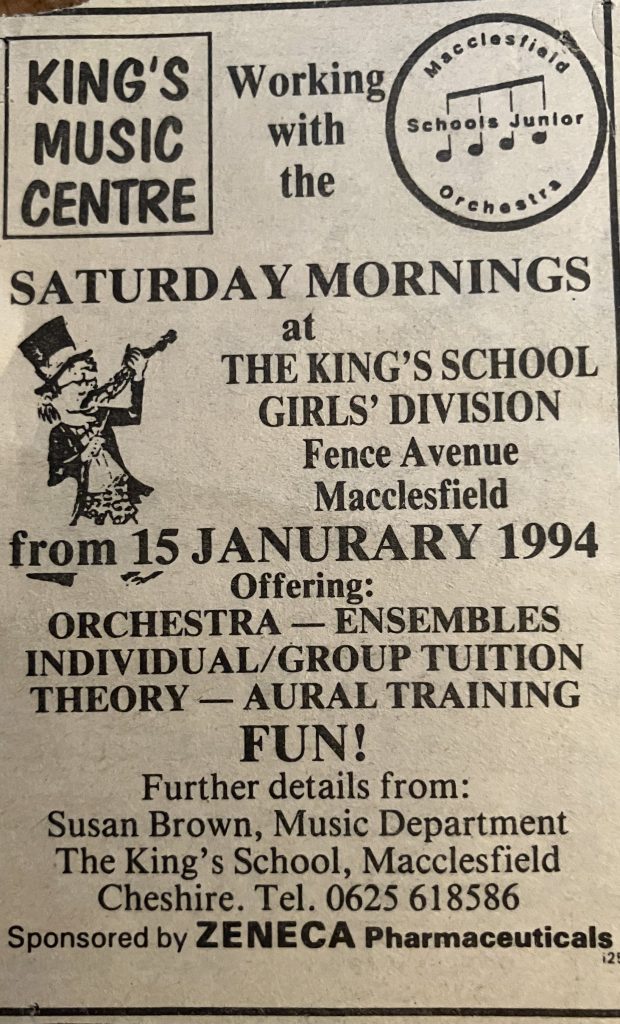 KING'S
MUSIC
CENTRE
Working
with
the
Macclesfield
Schools Junior
Orchestra
SATURDAY MORNINGS
at
THE KING'S SCHOOL
GIRLS' DIVISION
Fence Avenue
Macclesfield
from 15 JANURARY 1994
Offering:
ORCHESTRA — ENSEMBLES
INDIVIDUAL/GROUP TUITION
THEORY — AURAL TRAINING
FUN!
Further details from:
Susan Brown, Music Department
The King's School, Macclesfield
Cheshire. Tel. 0625 618586
Sponsored by ZENECA Pharmaceuticals